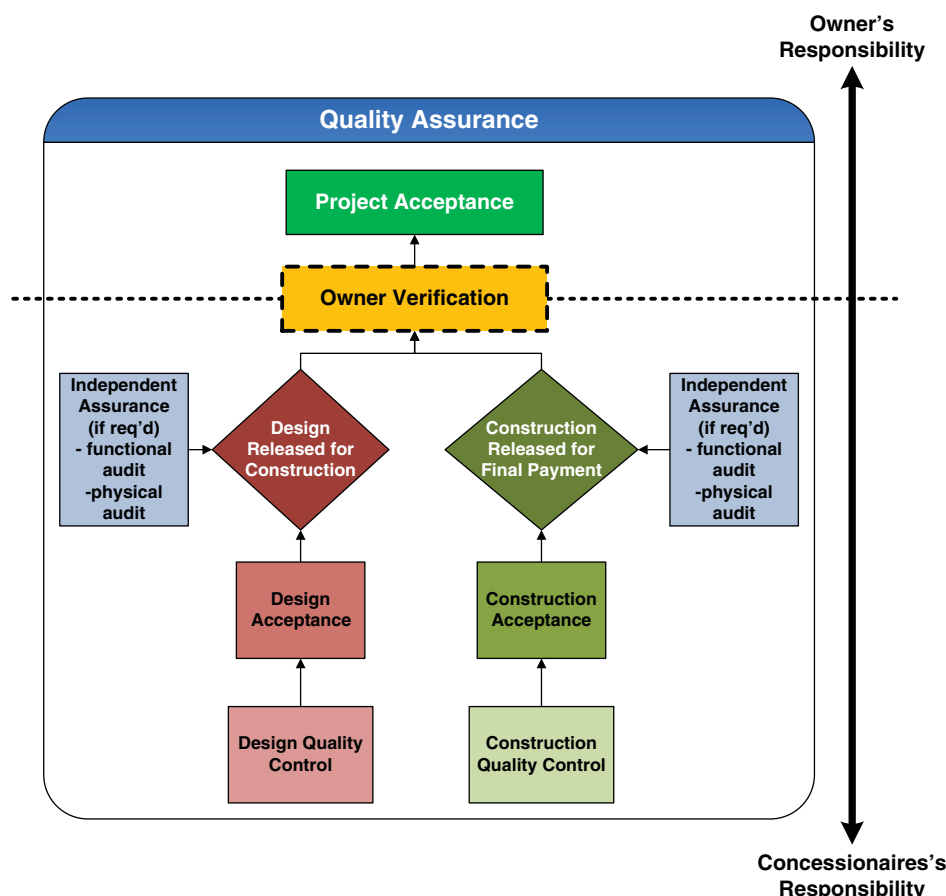 Owner's
Responsibility
Quality Assurance
Project Acceptance
Owner Verification
Independent
Assurance
(if req'd)
- functional
audit
-physical
audit
Design
Released for
Construction
Construction
Released for
Final Payment
Independent
Assurance
(if req'd)
- functional
audit
-physical
audit
Design
Acceptance
Construction
Acceptance
Design Quality
Control
Construction
Quality Control
Concessionaires's
Responsibility